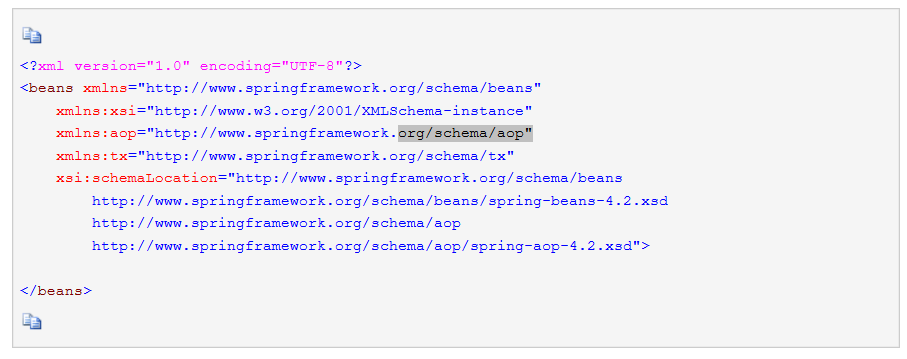 <?xml version="1.0" encoding="UTF-8"?>
<beans xmlns="http://www.springframework.org/schema/beans"
    xmlns:xsi="http://www.w3.org/2001/XMLSchema-instance"
    xmlns:aop="http://www.springframework.org/schema/aop"
    xmlns:tx="http://www.springframework.org/schema/tx"
    xsi:schemaLocation="http://www.springframework.org/schema/beans
        http://www.springframework.org/schema/beans/spring-beans-4.2.xsd
        http://www.springframework.org/schema/aop
        http://www.springframework.org/schema/aop/spring-aop-4.2.xsd">
</beans>